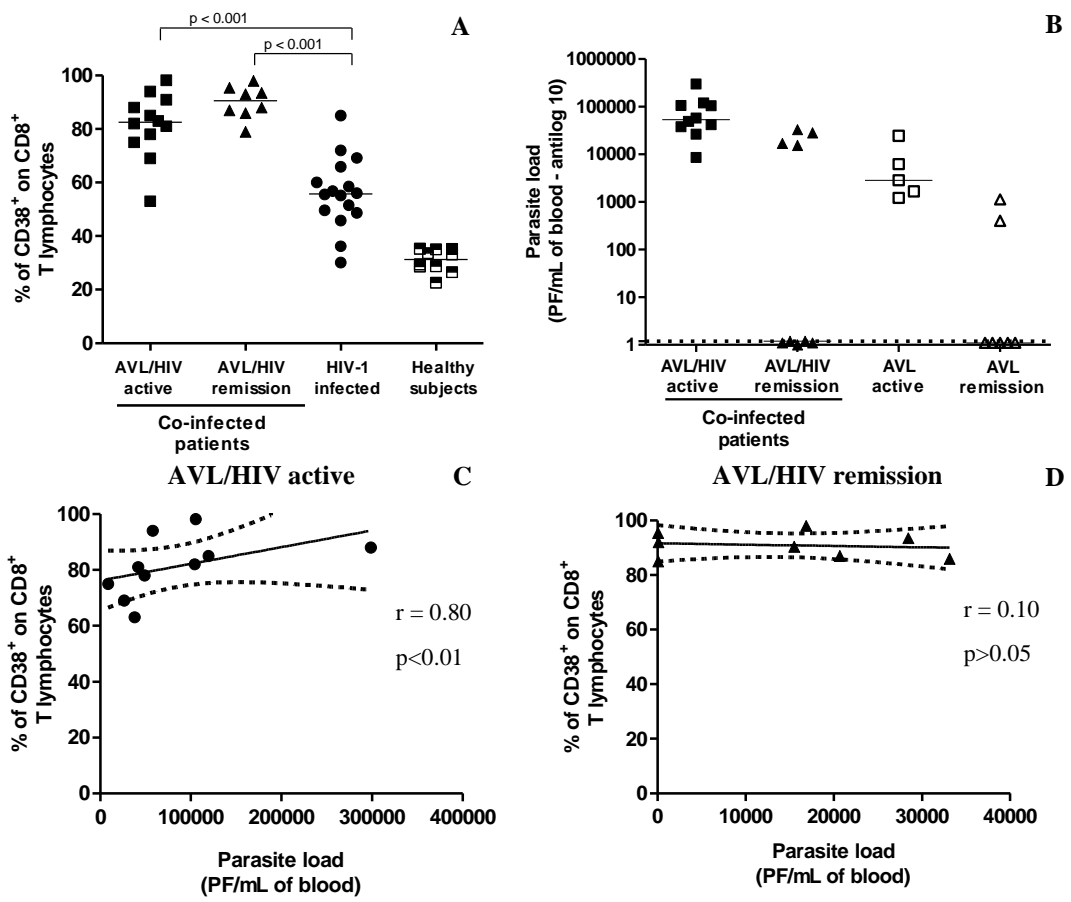 p < 0.001
p < 0.001
A
% of CD38+ on CD8+
T lymphocytes
100
80
60
40
20
0
AVL/HIV
active
AVL/HIV
remission
HIV-1
infected
Healthy
subjects
Co-infected
patients
B
Parasite load
(PF/mL of blood - antilog 10)
1000000
100000
10000
1000
100
10
1
1
AVL/HIV
active
AVL/HIV
remission
AVL
active
AVL
remission
Co-infected
patients
AVL/HIV active
C
% of CD38+ on CD8+
T lymphocytes
100
80
60
40
20
0
r = 0.80
p<0.01
0
100000
200000
300000
400000
Parasite load
(PF/mL of blood)
AVL/HIV remission
D
% of CD38+ on CD8+
T lymphocytes
100
80
60
40
20
0
r = 0.10
p>0.05
0
10000
20000
30000
40000
Parasite load
(PF/mL of blood)